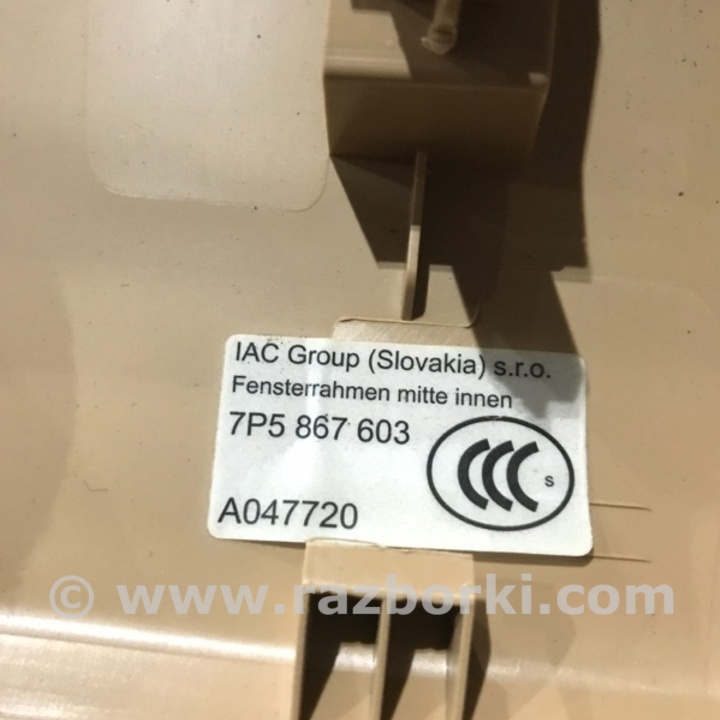 IAC Group (Slovakia) s.r.o.
Fensterrahmen mitte innen
7P5 867 603
CCC S
A047720
© www.razborki.com